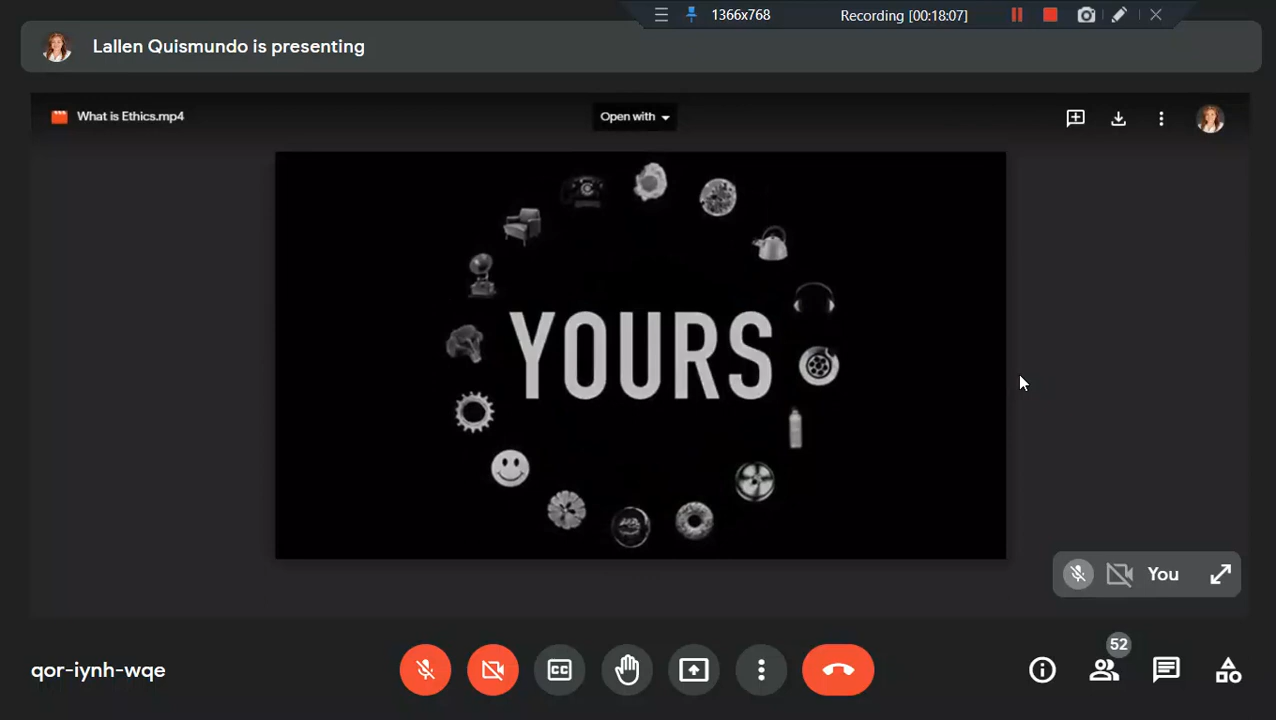 1366x768
Recording [00:18:07]
Lallen Quismundo is presenting
What is Ethics.mp4
Open with
YOURS
You
52
qor-iynh-wqe
CC